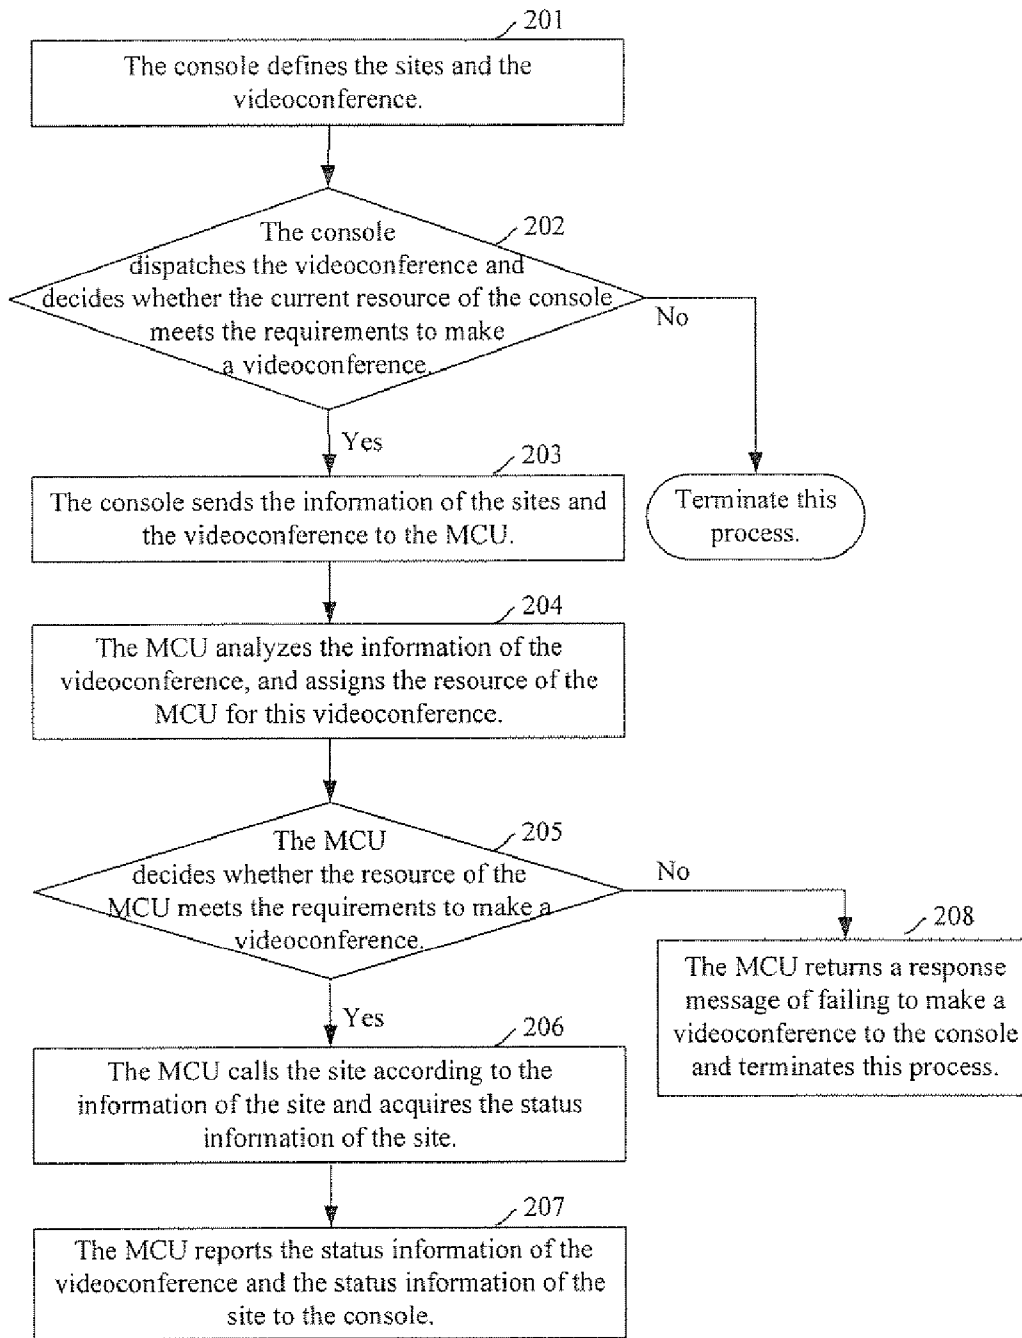 201
The console defines the sites and the
videoconference.
202
The console
dispatches the videoconference and
decides whether the current resource of the console
meets the requirements to make
a videoconference.
No
Yes
203
The console sends the information of the sites and
the videoconference to the MCU.
Terminate this
process.
204
The MCU analyzes the information of the
videoconference, and assigns the resource of the
MCU for this videoconference.
205
The MCU
decides whether the resource of the
MCU meets the requirements to make a
videoconference.
No
208
The MCU returns a response
message of failing to make a
videoconference to the console
and terminates this process.
Yes
206
The MCU calls the site according to the
information of the site and acquires the status
information of the site.
207
The MCU reports the status information of the
videoconference and the status information of the
site to the console.